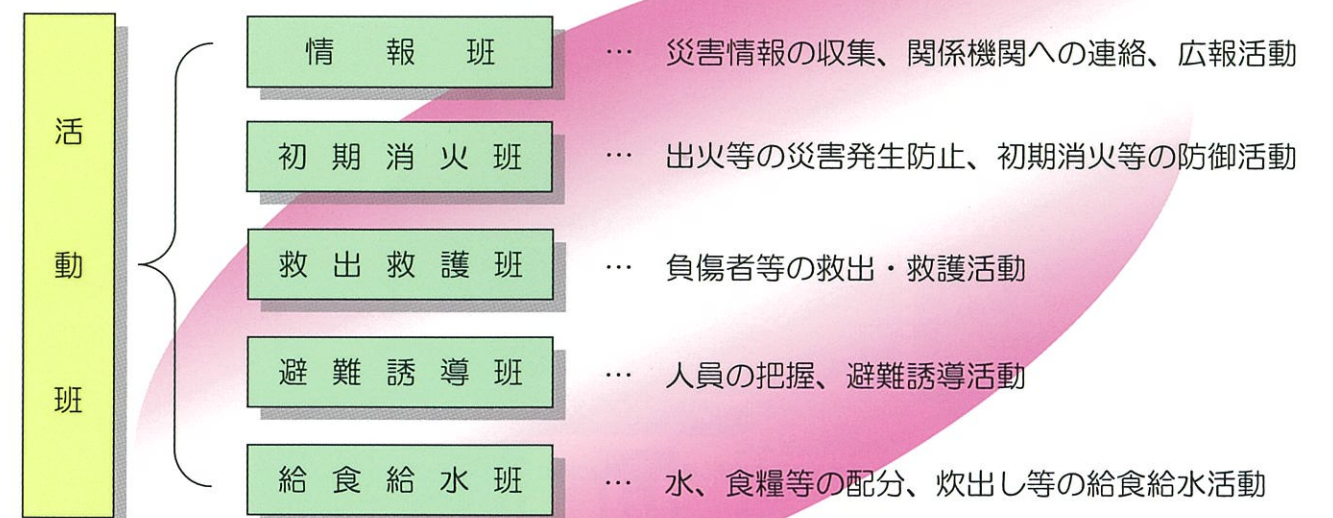 活動班
情報班 … 災害情報の収集、関係機関への連絡、広報活動
初期消火班 … 出火等の災害発生防止、初期消火等の防御活動
救出救護班 … 負傷者等の救出・救護活動
避難誘導班 … 人員の把握、避難誘導活動
給食給水班 … 水、食糧等の配分、炊出し等の給食給水活動